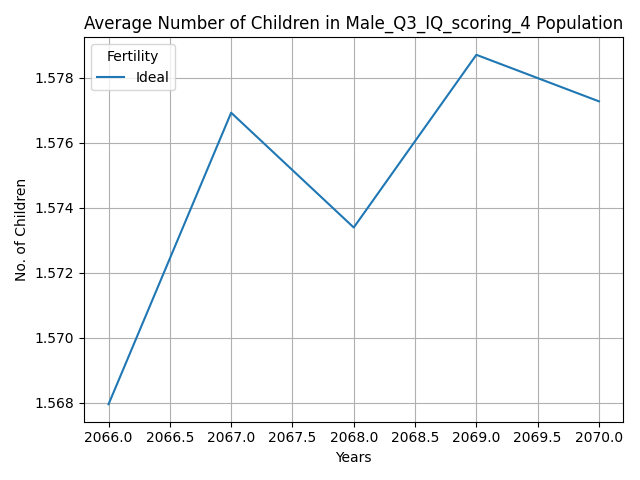 Average Number of Children in Male_Q3_IQ_scoring_4 Population
Fertility
Ideal
No. of Children
1.578
1.576
1.574
1.572
1.570
1.568
2066.0 2066.5 2067.0 2067.5 2068.0 2068.5 2069.0 2069.5 2070.0
Years